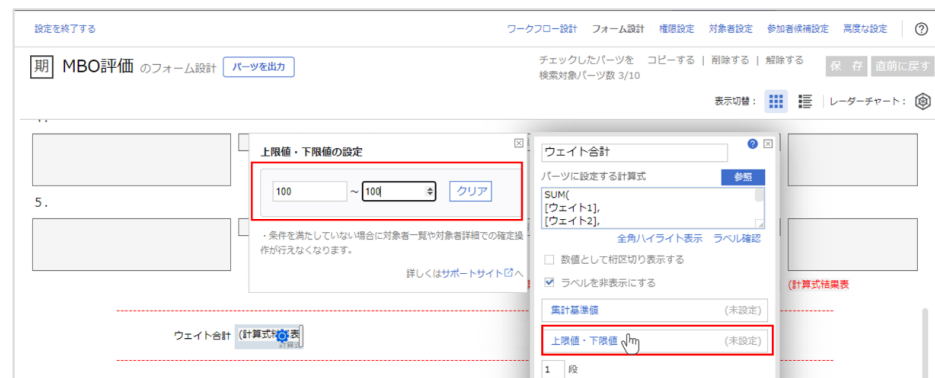 設定を終了する
ワークフロー設計 フォーム設計 権限設定 対象者設定 参加者候補設定 高度な設定 ?
期 MBO評価 のフォーム設計 パーツを出力
チェックしたパーツを コピーする | 削除する | 解除する
検索対象パーツ数 3/10
保 存 直前に戻す
表示切替： レーダーチャート：
上限値・下限値の設定
100 ~ 100 クリア
・条件を満たしていない場合に対象者一覧や対象者詳細での確定操
作が行えなくなります。
詳しくはサポートサイトへ
ウェイト合計 ?
パーツに設定する計算式 参照
SUM(
[ウェイト1],
[ウェイト2],
全角ハイライト表示 ラベル確認
数値として桁区切り表示する
ラベルを非表示にする
集計基準値 (未設定)
上限値・下限値 (未設定)
1 段
5.
(計算式結果表
ウェイト合計 (計算式結 表
計算式